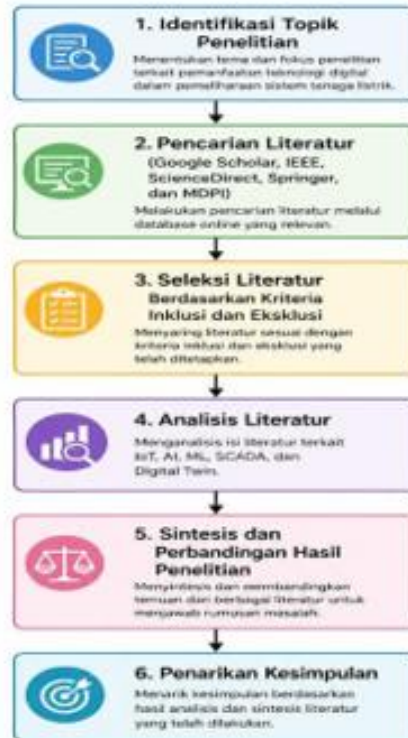 1. Identifikasi Topik
Penelitian
Menentukan tema dan fokus penelitian
terkait pemanfaatan teknologi digital
dalam pemeliharaan sistem tenaga listrik.
2. Pencarian Literatur
(Google Scholar, IEEE,
ScienceDirect, Springer,
dan MDPI)
Melakukan pencarian literatur melalui
database online yang relevan.
3. Seleksi Literatur
Berdasarkan Kriteria
Inklusi dan Eksklusi
Menyaring literatur sesuai dengan
kriteria inklusi dan eksklusi yang
telah ditetapkan.
4. Analisis Literatur
Menganalisis isi literatur terkait
IoT, AI, ML, SCADA, dan
Digital Twin.
5. Sintesis dan
Perbandingan Hasil
Penelitian
Menyintesis dan membandingkan
temuan dari berbagai literatur untuk
menjawab rumusan masalah.
6. Penarikan Kesimpulan
Menarik kesimpulan berdasarkan
hasil analisis dan sintesis literatur
yang telah dilakukan.